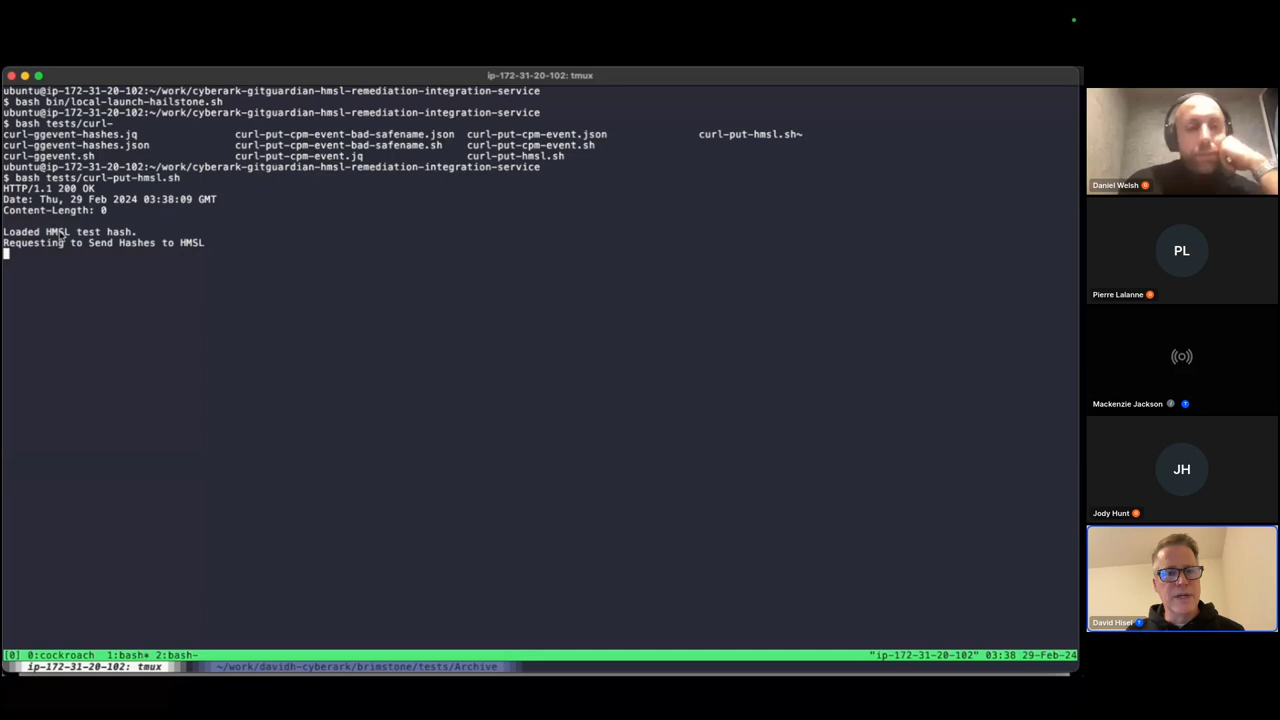 ip-172-31-20-102: tmux
ubuntu@ip-172-31-20-102:~/work/cyberark-gitguardian-hmsl-remediation-integration-service
$ bash bin/local-launch-hailstone.sh
ubuntu@ip-172-31-20-102:~/work/cyberark-gitguardian-hmsl-remediation-integration-service
$ bash tests/curl-
curl-ggevent-hashes.jq curl-put-cpm-event-bad-safename.json curl-put-cpm-event.json curl-put-hmsl.sh~
curl-ggevent-hashes.json curl-put-cpm-event-bad-safename.sh curl-put-cpm-event.sh
curl-ggevent.sh curl-put-cpm-event.jq curl-put-hmsl.sh
ubuntu@ip-172-31-20-102:~/work/cyberark-gitguardian-hmsl-remediation-integration-service
$ bash tests/curl-put-hmsl.sh
HTTP/1.1 200 OK
Date: Thu, 29 Feb 2024 03:38:09 GMT
Content-Length: 0
Loaded HMSL test hash.
Requesting to Send Hashes to HMSL
[0] 0:cockroach 1:bash* 2:bash- "ip-172-31-20-102" 03:38 29-Feb-24
ip-172-31-20-102: tmux ~/work/davidh-cyberark/brimstone/tests/Archive
Daniel Welsh
PL
Pierre Lalanne
Mackenzie Jackson
JH
Jody Hunt
David Hisel